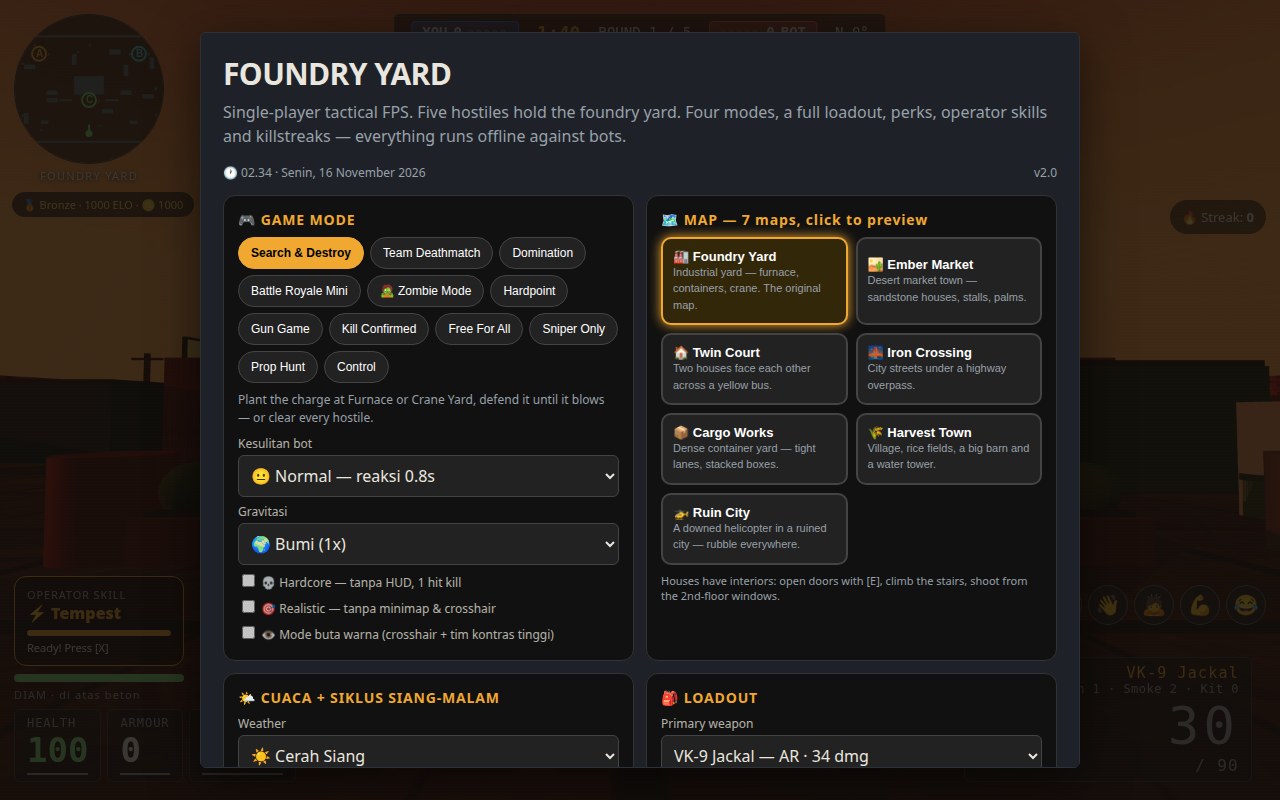 FOUNDRY YARD
Single-player tactical FPS. Five hostiles hold the foundry yard. Four modes, a full loadout, perks, operator skills
and killstreaks — everything runs offline against bots.
🕐 02.34 · Senin, 16 November 2026
v2.0
🎮 GAME MODE
Search & Destroy
Team Deathmatch
Domination
Battle Royale Mini
🧟 Zombie Mode
Hardpoint
Gun Game
Kill Confirmed
Free For All
Sniper Only
Prop Hunt
Control
Plant the charge at Furnace or Crane Yard, defend it until it blows
— or clear every hostile.
Kesulitan bot
😐 Normal — reaksi 0.8s
Gravitasi
🌍 Bumi (1x)
💀 Hardcore — tanpa HUD, 1 hit kill
🎯 Realistic — tanpa minimap & crosshair
👁️ Mode buta warna (crosshair + tim kontras tinggi)
🗺️ MAP — 7 maps, click to preview
🏭 Foundry Yard
Industrial yard — furnace,
containers, crane. The original
map.
🏜️ Ember Market
Desert market town —
sandstone houses, stalls, palms.
🏠 Twin Court
Two houses face each other
across a yellow bus.
🌉 Iron Crossing
City streets under a highway
overpass.
📦 Cargo Works
Dense container yard — tight
lanes, stacked boxes.
🌾 Harvest Town
Village, rice fields, a big barn and
a water tower.
🚁 Ruin City
A downed helicopter in a ruined
city — rubble everywhere.
Houses have interiors: open doors with [E], climb the stairs, shoot from
the 2nd-floor windows.
🌤️ CUACA + SIKLUS SIANG-MALAM
Weather
☀️ Cerah Siang
🎒 LOADOUT
Primary weapon
VK-9 Jackal — AR · 34 dmg
A
B
C
FOUNDRY YARD
🏅 Bronze · 1000 ELO · 🪙 1000
YOU 0
1:40
ROUND 1 / 5
0 BOT
N 0°
🔥 Streak: 0
OPERATOR SKILL
⚡ Tempest
Ready! Press [X]
DIAM · di atas beton
HEALTH
100
ARMOUR
0
VK-9 Jackal
1 · Smoke 2 · Kit 0
30
/ 90